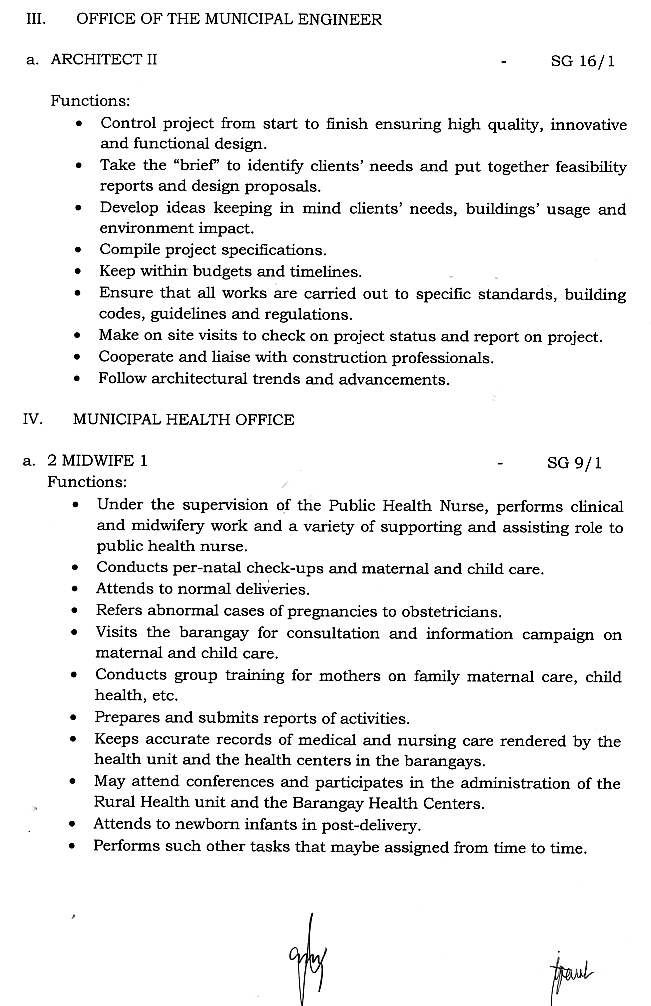 III. OFFICE OF THE MUNICIPAL ENGINEER
a. ARCHITECT II - SG 16/1
Functions:
• Control project from start to finish ensuring high quality, innovative
and functional design.
• Take the “brief” to identify clients’ needs and put together feasibility
reports and design proposals.
• Develop ideas keeping in mind clients’ needs, buildings’ usage and
environment impact.
• Compile project specifications.
• Keep within budgets and timelines.
• Ensure that all works are carried out to specific standards, building
codes, guidelines and regulations.
• Make on site visits to check on project status and report on project.
• Cooperate and liaise with construction professionals.
• Follow architectural trends and advancements.
IV. MUNICIPAL HEALTH OFFICE
a. 2 MIDWIFE 1 - SG 9/1
Functions:
• Under the supervision of the Public Health Nurse, performs clinical
and midwifery work and a variety of supporting and assisting role to
public health nurse.
• Conducts per-natal check-ups and maternal and child care.
• Attends to normal deliveries.
• Refers abnormal cases of pregnancies to obstetricians.
• Visits the barangay for consultation and information campaign on
maternal and child care.
• Conducts group training for mothers on family maternal care, child
health, etc.
• Prepares and submits reports of activities.
• Keeps accurate records of medical and nursing care rendered by the
health unit and the health centers in the barangays.
• May attend conferences and participates in the administration of the
Rural Health unit and the Barangay Health Centers.
• Attends to newborn infants in post-delivery.
• Performs such other tasks that maybe assigned from time to time.